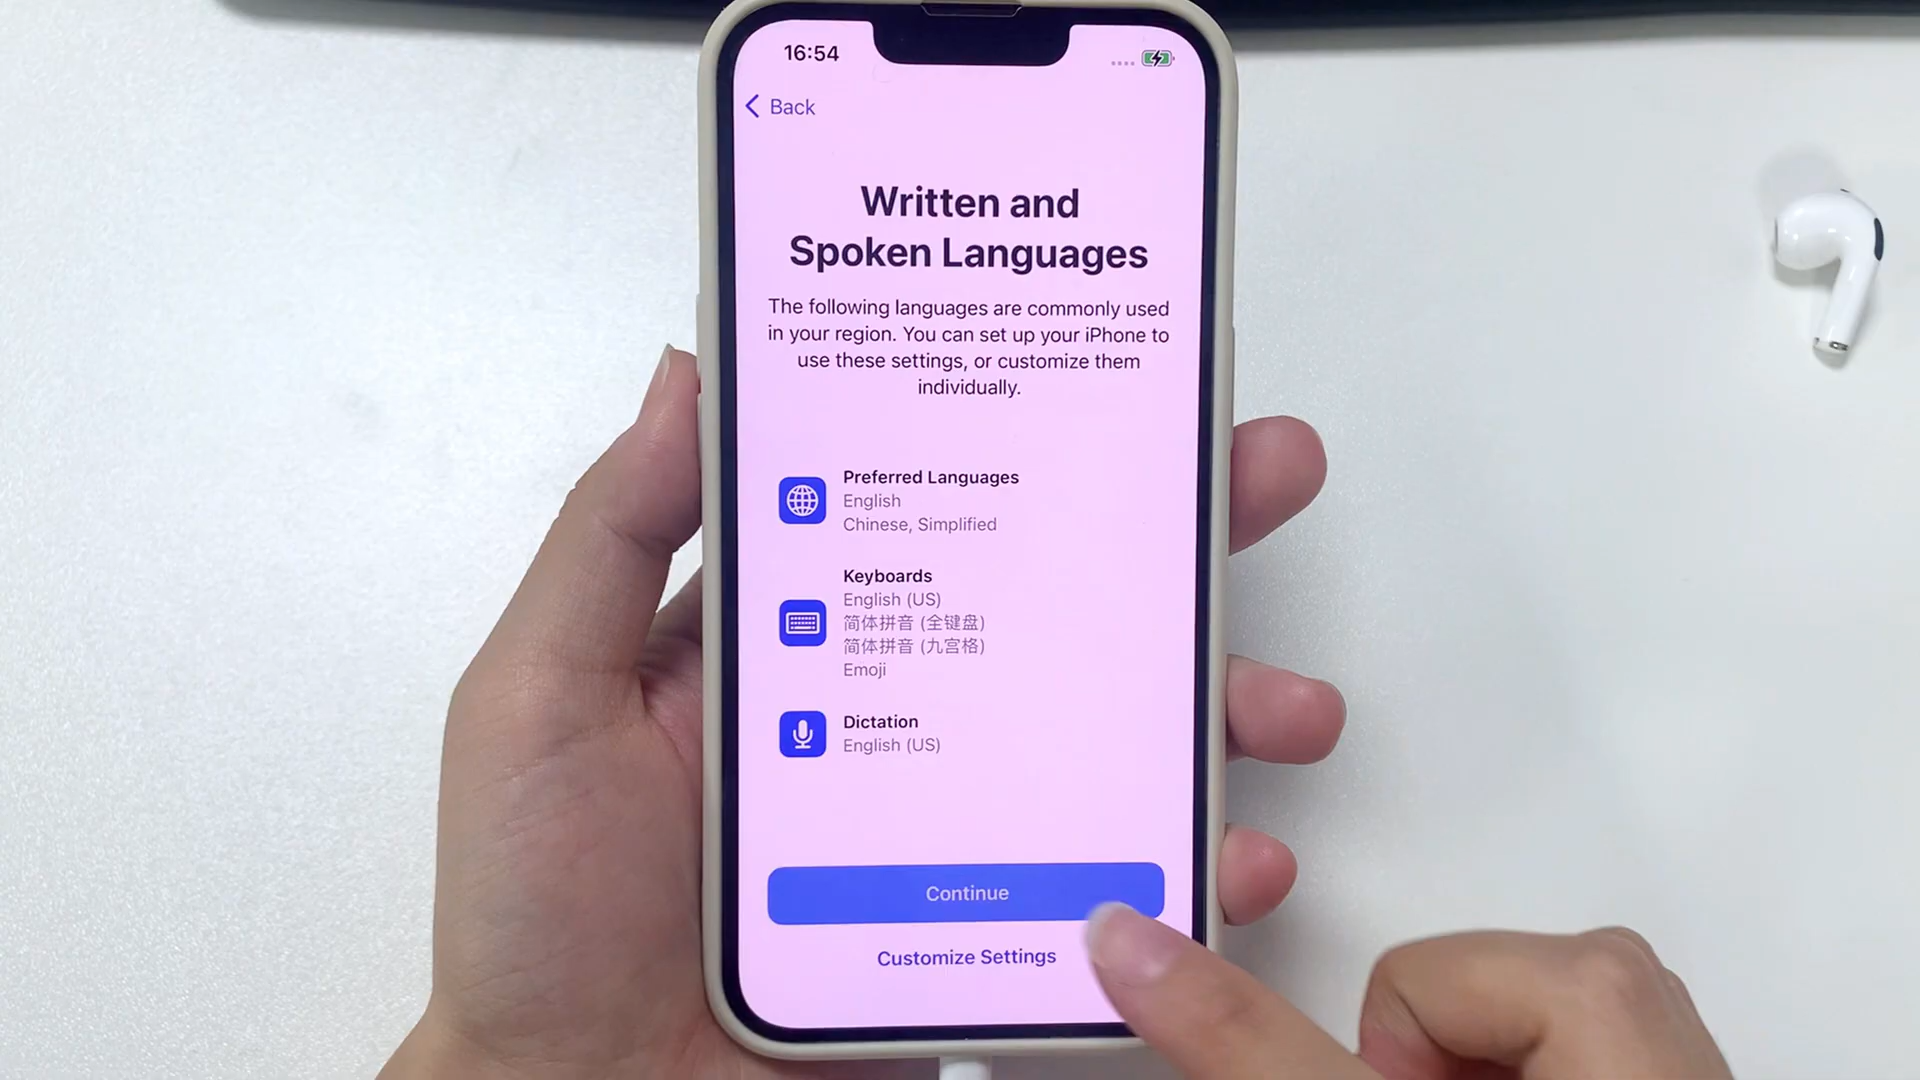 16:54
Back
Written and
Spoken Languages
The following languages are commonly used
in your region. You can set up your iPhone to
use these settings, or customize them
individually.
Preferred Languages
English
Chinese, Simplified
Keyboards
English (US)
简体拼音 (全键盘)
简体拼音 (九宫格)
Emoji
Dictation
English (US)
Continue
Customize Settings